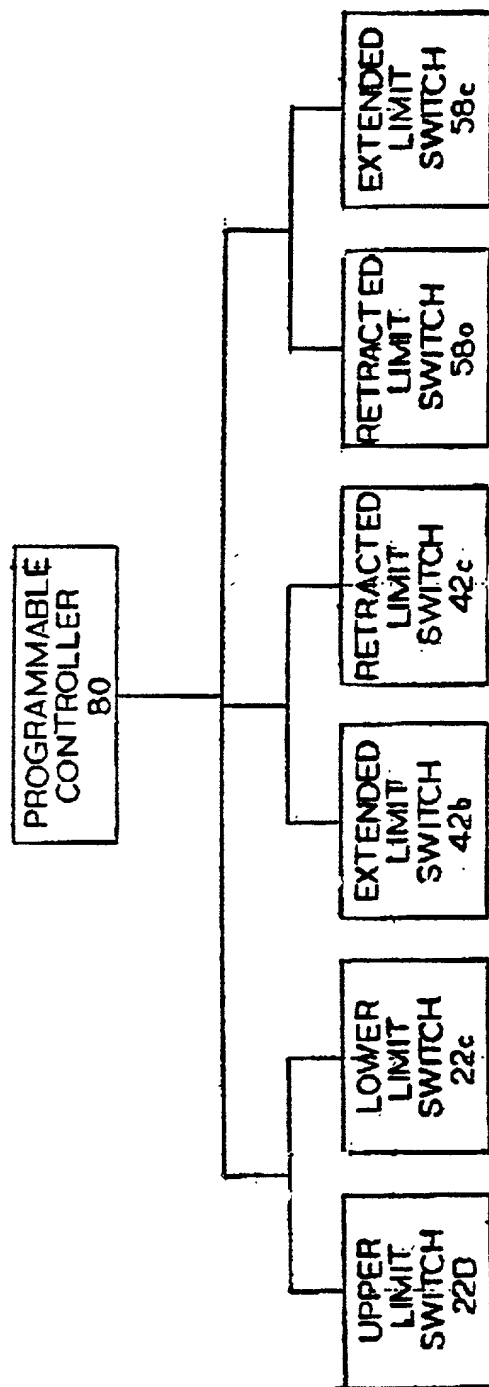 PROGRAMMABLE
CONTROLLER
80
UPPER
LIMIT
SWITCH
22B
LOWER
LIMIT
SWITCH
22c
EXTENDED
LIMIT
SWITCH
42b
RETRACTED
LIMIT
SWITCH
42c
RETRACTED
LIMIT
SWITCH
58a
EXTENDED
LIMIT
SWITCH
58c